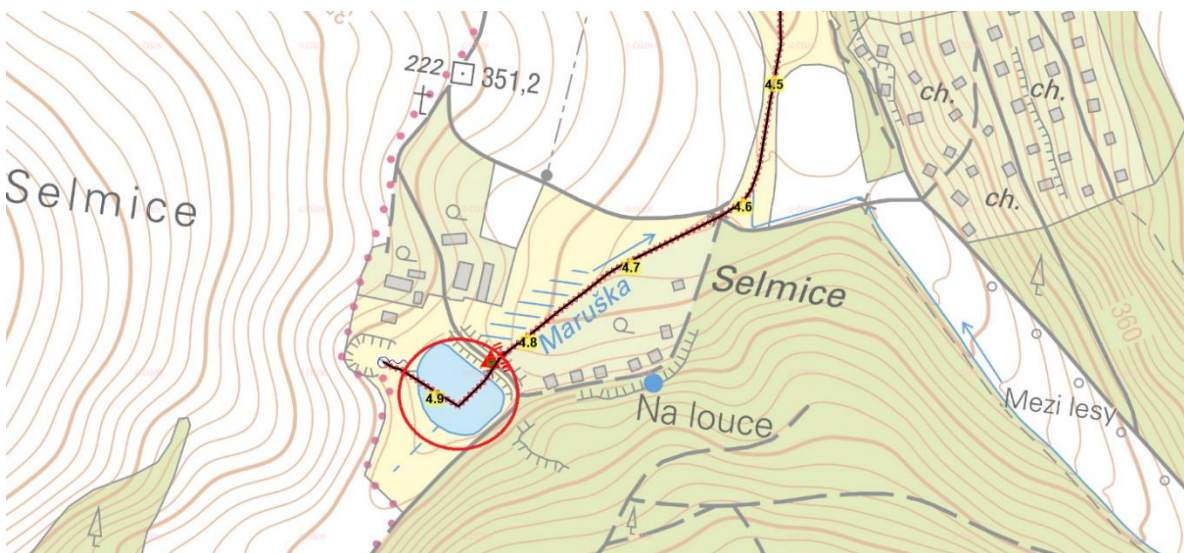 222
351,2
4.5
ch.
ch.
ch.
Selmice
4.6
4.7
Selmice
Maruška
4.8
360
4.9
Na louce
Mezi lesy